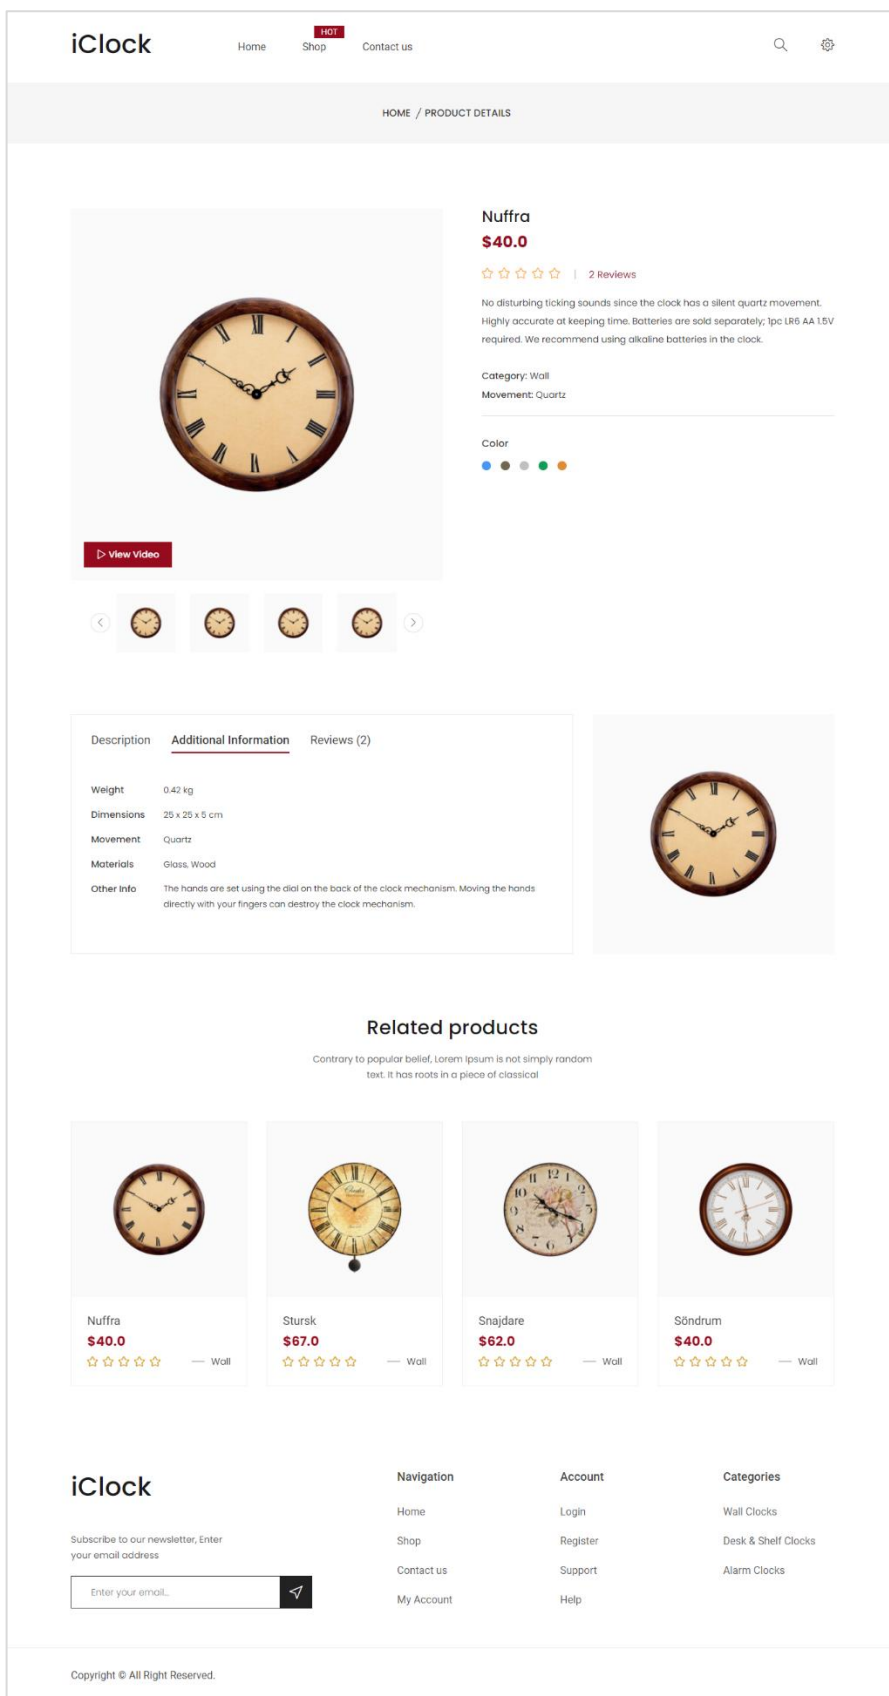 iClock
Home
HOT
Shop
Contact us
HOME / PRODUCT DETAILS
Nuffra
$40.0
2 Reviews
No disturbing ticking sounds since the clock has a silent quartz movement.
Highly accurate at keeping time. Batteries are sold separately; 1pc LR6 AA 1.5V
required. We recommend using alkaline batteries in the clock.
Category: Wall
Movement: Quartz
Color
View Video
Description
Additional Information
Reviews (2)
Weight 0.42 kg
Dimensions 25 x 25 x 5 cm
Movement Quartz
Materials Glass, Wood
Other Info The hands are set using the dial on the back of the clock mechanism. Moving the hands
directly with your fingers can destroy the clock mechanism.
Related products
Contrary to popular belief, Lorem Ipsum is not simply random
text. It has roots in a piece of classical
Nuffra
$40.0
Wall
Stursk
$67.0
Wall
Snajdare
$62.0
Wall
Söndrum
$40.0
Wall
iClock
Subscribe to our newsletter, Enter
your email address
Enter your email...
Navigation
Home
Shop
Contact us
My Account
Account
Login
Register
Support
Help
Categories
Wall Clocks
Desk & Shelf Clocks
Alarm Clocks
Copyright © All Right Reserved.